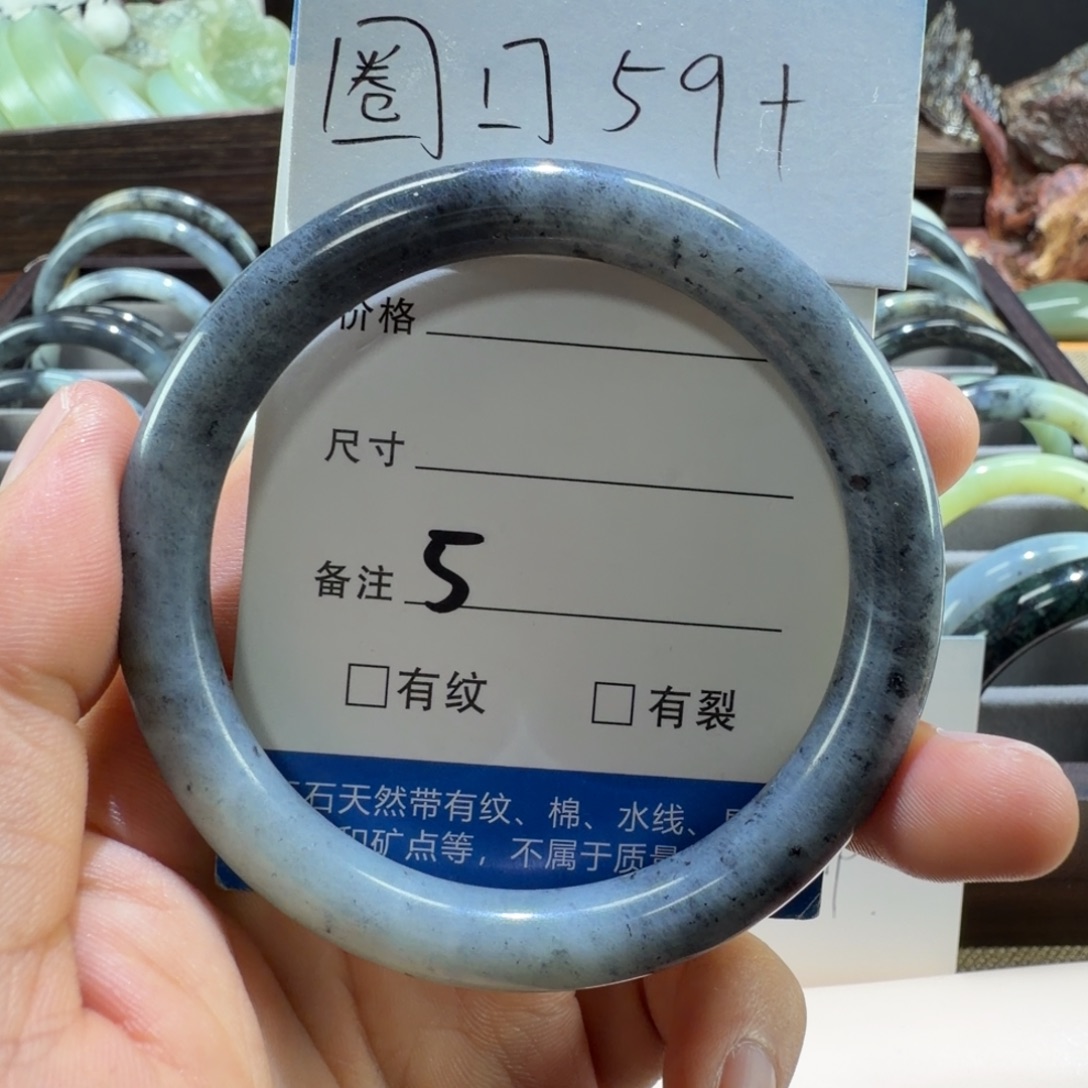 圈口59+
价格
尺寸
备注 5
□有纹 □有裂
石天然带有纹、棉、水线、
和矿点等，不属于质量